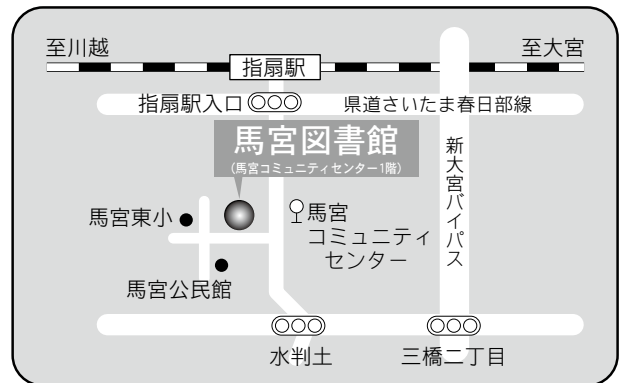 至川越
至大宮
指扇駅
指扇駅入口
県道さいたま春日部線
馬宮図書館
(馬宮コミュニティセンター1階)
新大宮バイパス
馬宮東小
馬宮
コミュニティ
センター
馬宮公民館
水判土
三橋二丁目